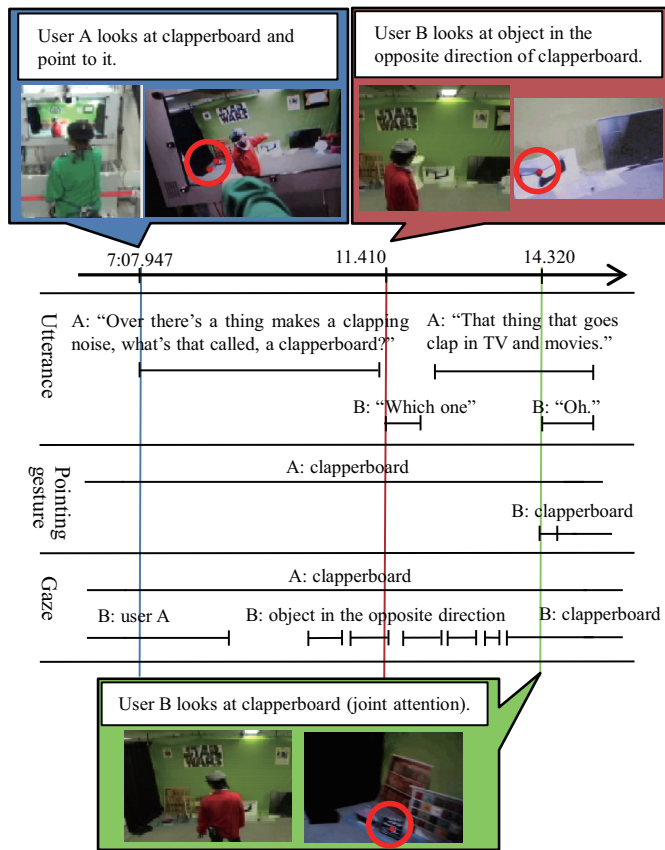 User A looks at clapperboard and
point to it.
User B looks at object in the
opposite direction of clapperboard.
STAR
WARS
STAR
WARS
7:07.947
11.410
14.320
Utterance
A: “Over there’s a thing makes a clapping
noise, what’s that called, a clapperboard?”
A: “That thing that goes
clap in TV and movies.”
B: “Which one”
B: “Oh.”
Pointing
gesture
A: clapperboard
B: clapperboard
Gaze
A: clapperboard
B: user A
B: object in the opposite direction
B: clapperboard
User B looks at clapperboard (joint attention).
STAR
WARS